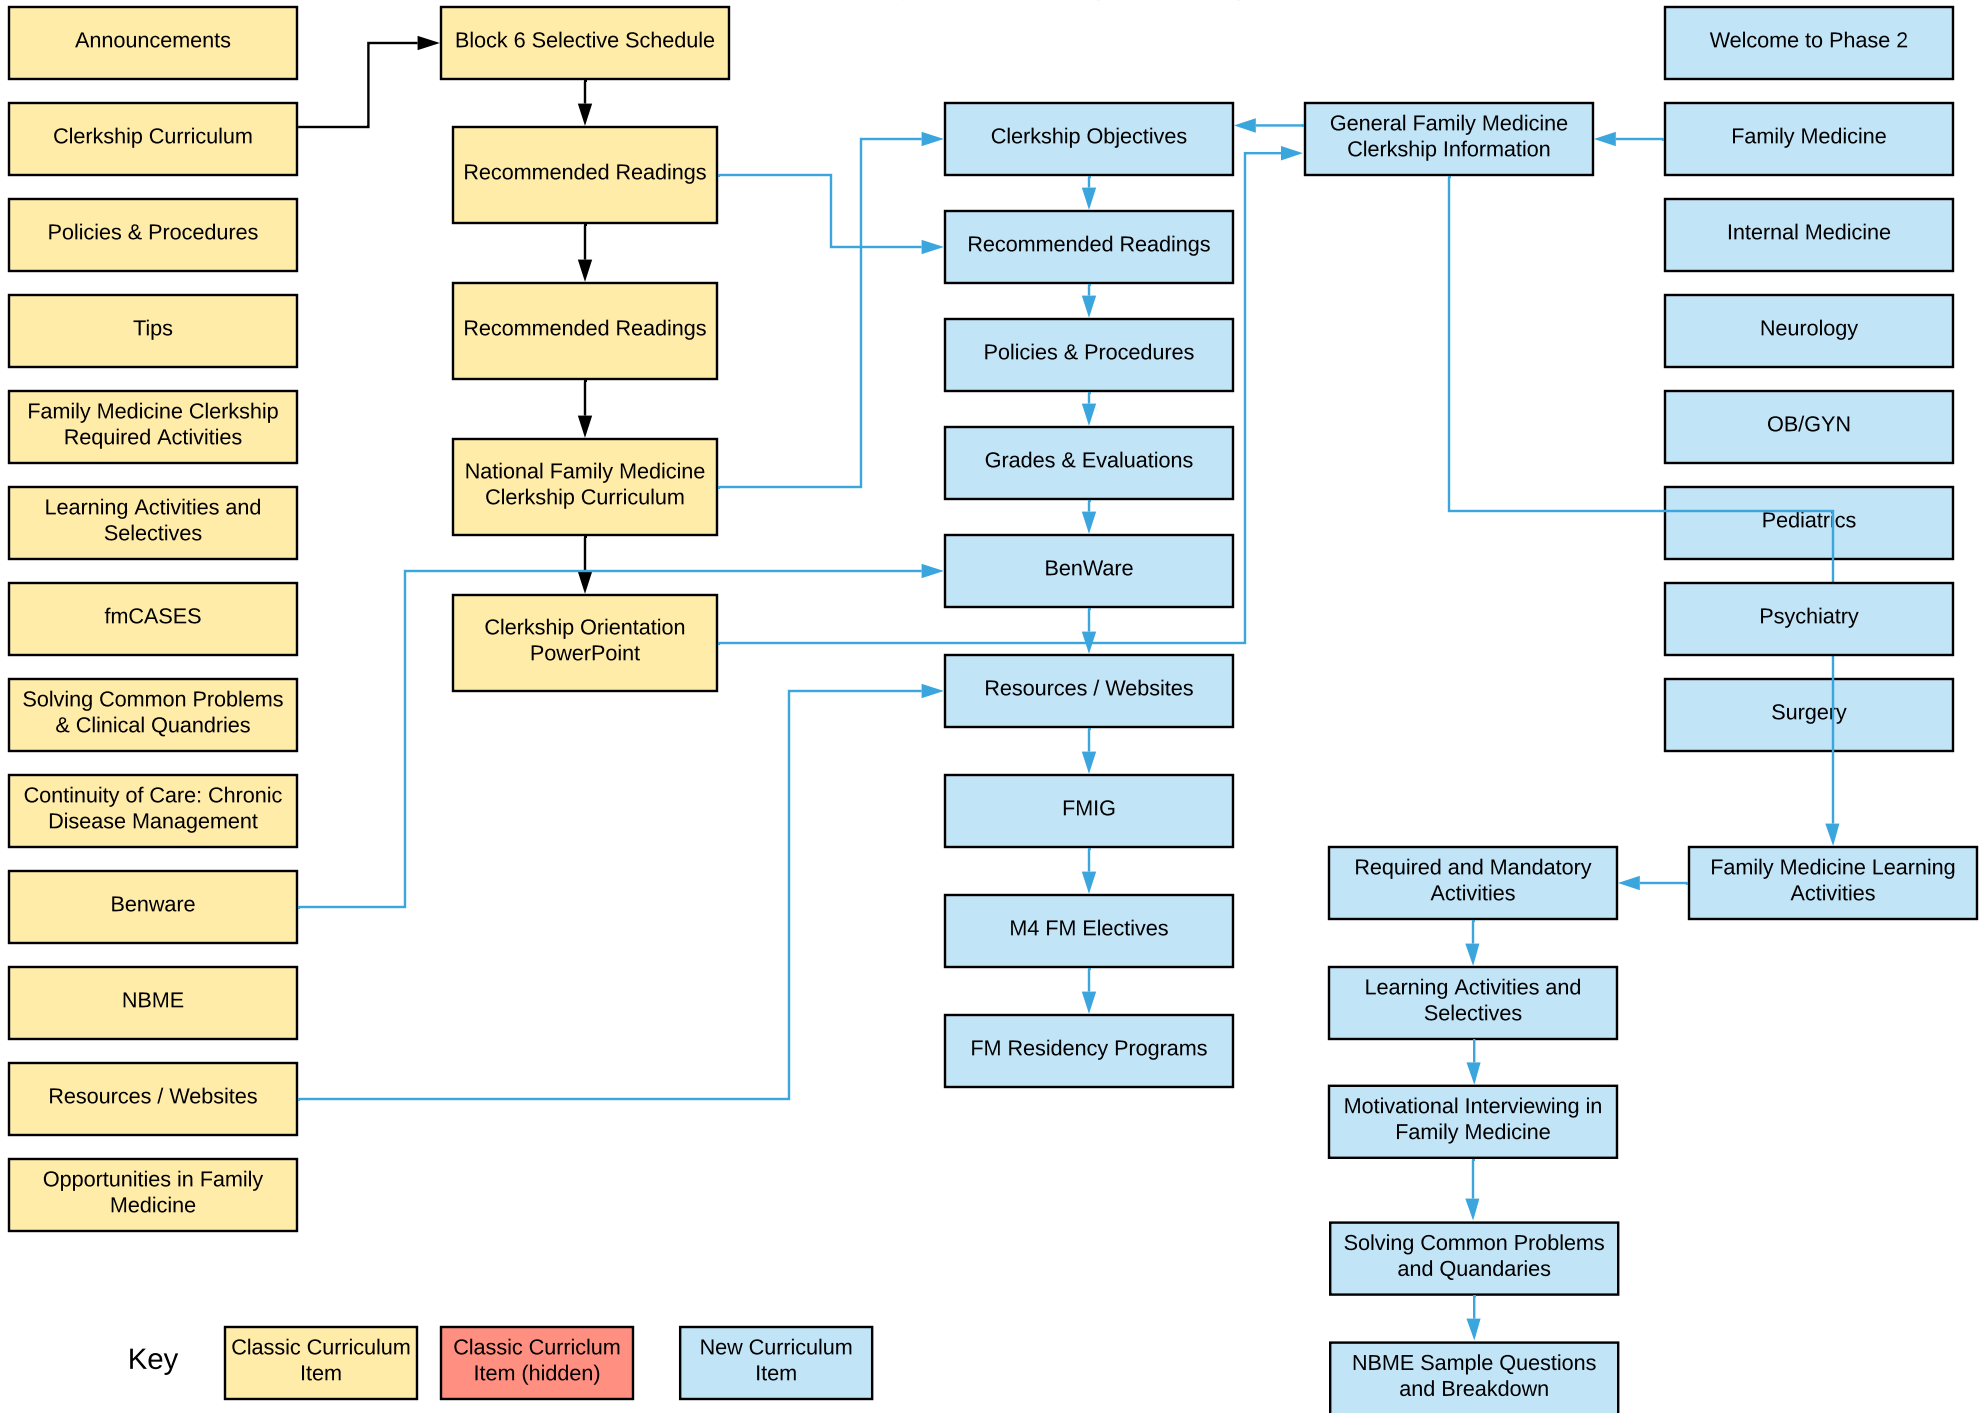 Announcements
Clerkship Curriculum
Policies & Procedures
Tips
Family Medicine Clerkship
Required Activities
Learning Activities and
Selectives
fmCASES
Solving Common Problems
& Clinical Quandries
Continuity of Care: Chronic
Disease Management
Benware
NBME
Resources / Websites
Opportunities in Family
Medicine
Block 6 Selective Schedule
Recommended Readings
Recommended Readings
National Family Medicine
Clerkship Curriculum
Clerkship Orientation
PowerPoint
Clerkship Objectives
Recommended Readings
Policies & Procedures
Grades & Evaluations
BenWare
Resources / Websites
FMIG
M4 FM Electives
FM Residency Programs
General Family Medicine
Clerkship Information
Welcome to Phase 2
Family Medicine
Internal Medicine
Neurology
OB/GYN
Pediatrics
Psychiatry
Surgery
Family Medicine Learning
Activities
Required and Mandatory
Activities
Learning Activities and
Selectives
Motivational Interviewing in
Family Medicine
Solving Common Problems
and Quandaries
NBME Sample Questions
and Breakdown
Key
Classic Curriculum
Item
Classic Curriclum
Item (hidden)
New Curriculum
Item